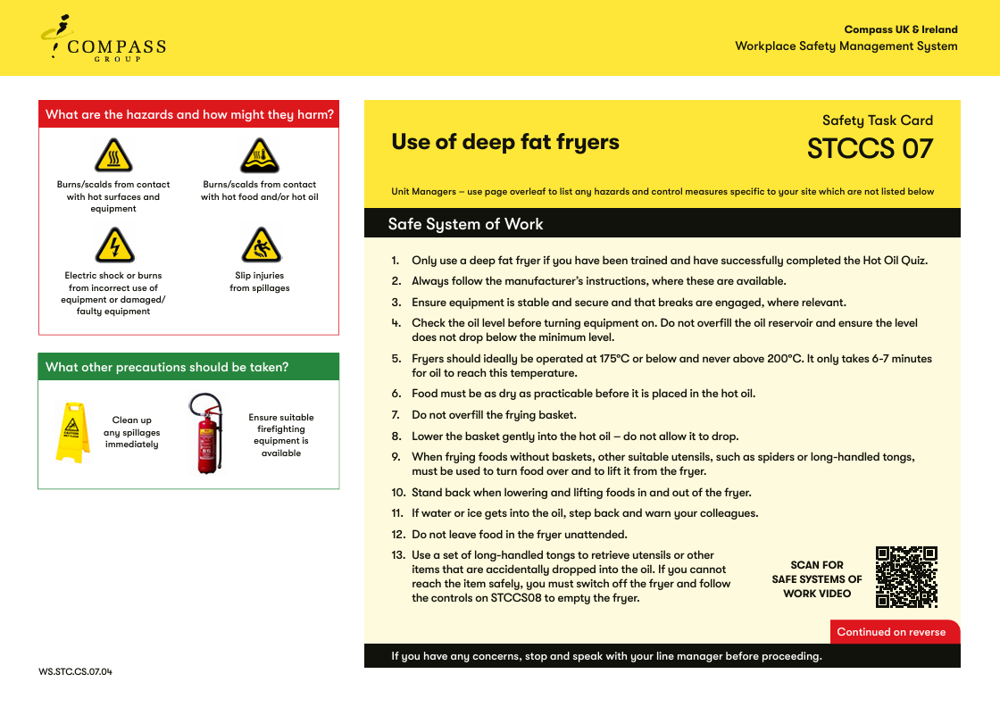 COMPASS
GROUP
Compass UK & Ireland
Workplace Safety Management System
What are the hazards and how might they harm?
Burns/scalds from contact
with hot surfaces and
equipment
Burns/scalds from contact
with hot food and/or hot oil
Electric shock or burns
from incorrect use of
equipment or damaged/
faulty equipment
Slip injuries
from spillages
What other precautions should be taken?
CAUTION
Clean up
any spillages
immediately
Ensure suitable
firefighting
equipment is
available
Use of deep fat fryers
Safety Task Card
STCCS 07
Unit Managers – use page overleaf to list any hazards and control measures specific to your site which are not listed below
Safe System of Work
1. Only use a deep fat fryer if you have been trained and have successfully completed the Hot Oil Quiz.
2. Always follow the manufacturer’s instructions, where these are available.
3. Ensure equipment is stable and secure and that breaks are engaged, where relevant.
4. Check the oil level before turning equipment on. Do not overfill the oil reservoir and ensure the level
does not drop below the minimum level.
5. Fryers should ideally be operated at 175°C or below and never above 200°C. It only takes 6-7 minutes
for oil to reach this temperature.
6. Food must be as dry as practicable before it is placed in the hot oil.
7. Do not overfill the frying basket.
8. Lower the basket gently into the hot oil – do not allow it to drop.
9. When frying foods without baskets, other suitable utensils, such as spiders or long-handled tongs,
must be used to turn food over and to lift it from the fryer.
10. Stand back when lowering and lifting foods in and out of the fryer.
11. If water or ice gets into the oil, step back and warn your colleagues.
12. Do not leave food in the fryer unattended.
13. Use a set of long-handled tongs to retrieve utensils or other
items that are accidentally dropped into the oil. If you cannot
reach the item safely, you must switch off the fryer and follow
the controls on STCCS08 to empty the fryer.
SCAN FOR
SAFE SYSTEMS OF
WORK VIDEO
Continued on reverse
If you have any concerns, stop and speak with your line manager before proceeding.
WS.STC.CS.07.04